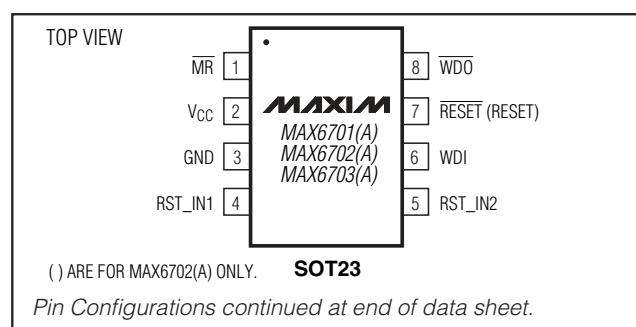 TOP VIEW
MR 1
8 WDO
VCC 2
MAXIM
7 RESET (RESET)
MAX6701(A)
MAX6702(A)
MAX6703(A)
GND 3
6 WDI
RST_IN1 4
5 RST_IN2
( ) ARE FOR MAX6702(A) ONLY.
SOT23
Pin Configurations continued at end of data sheet.